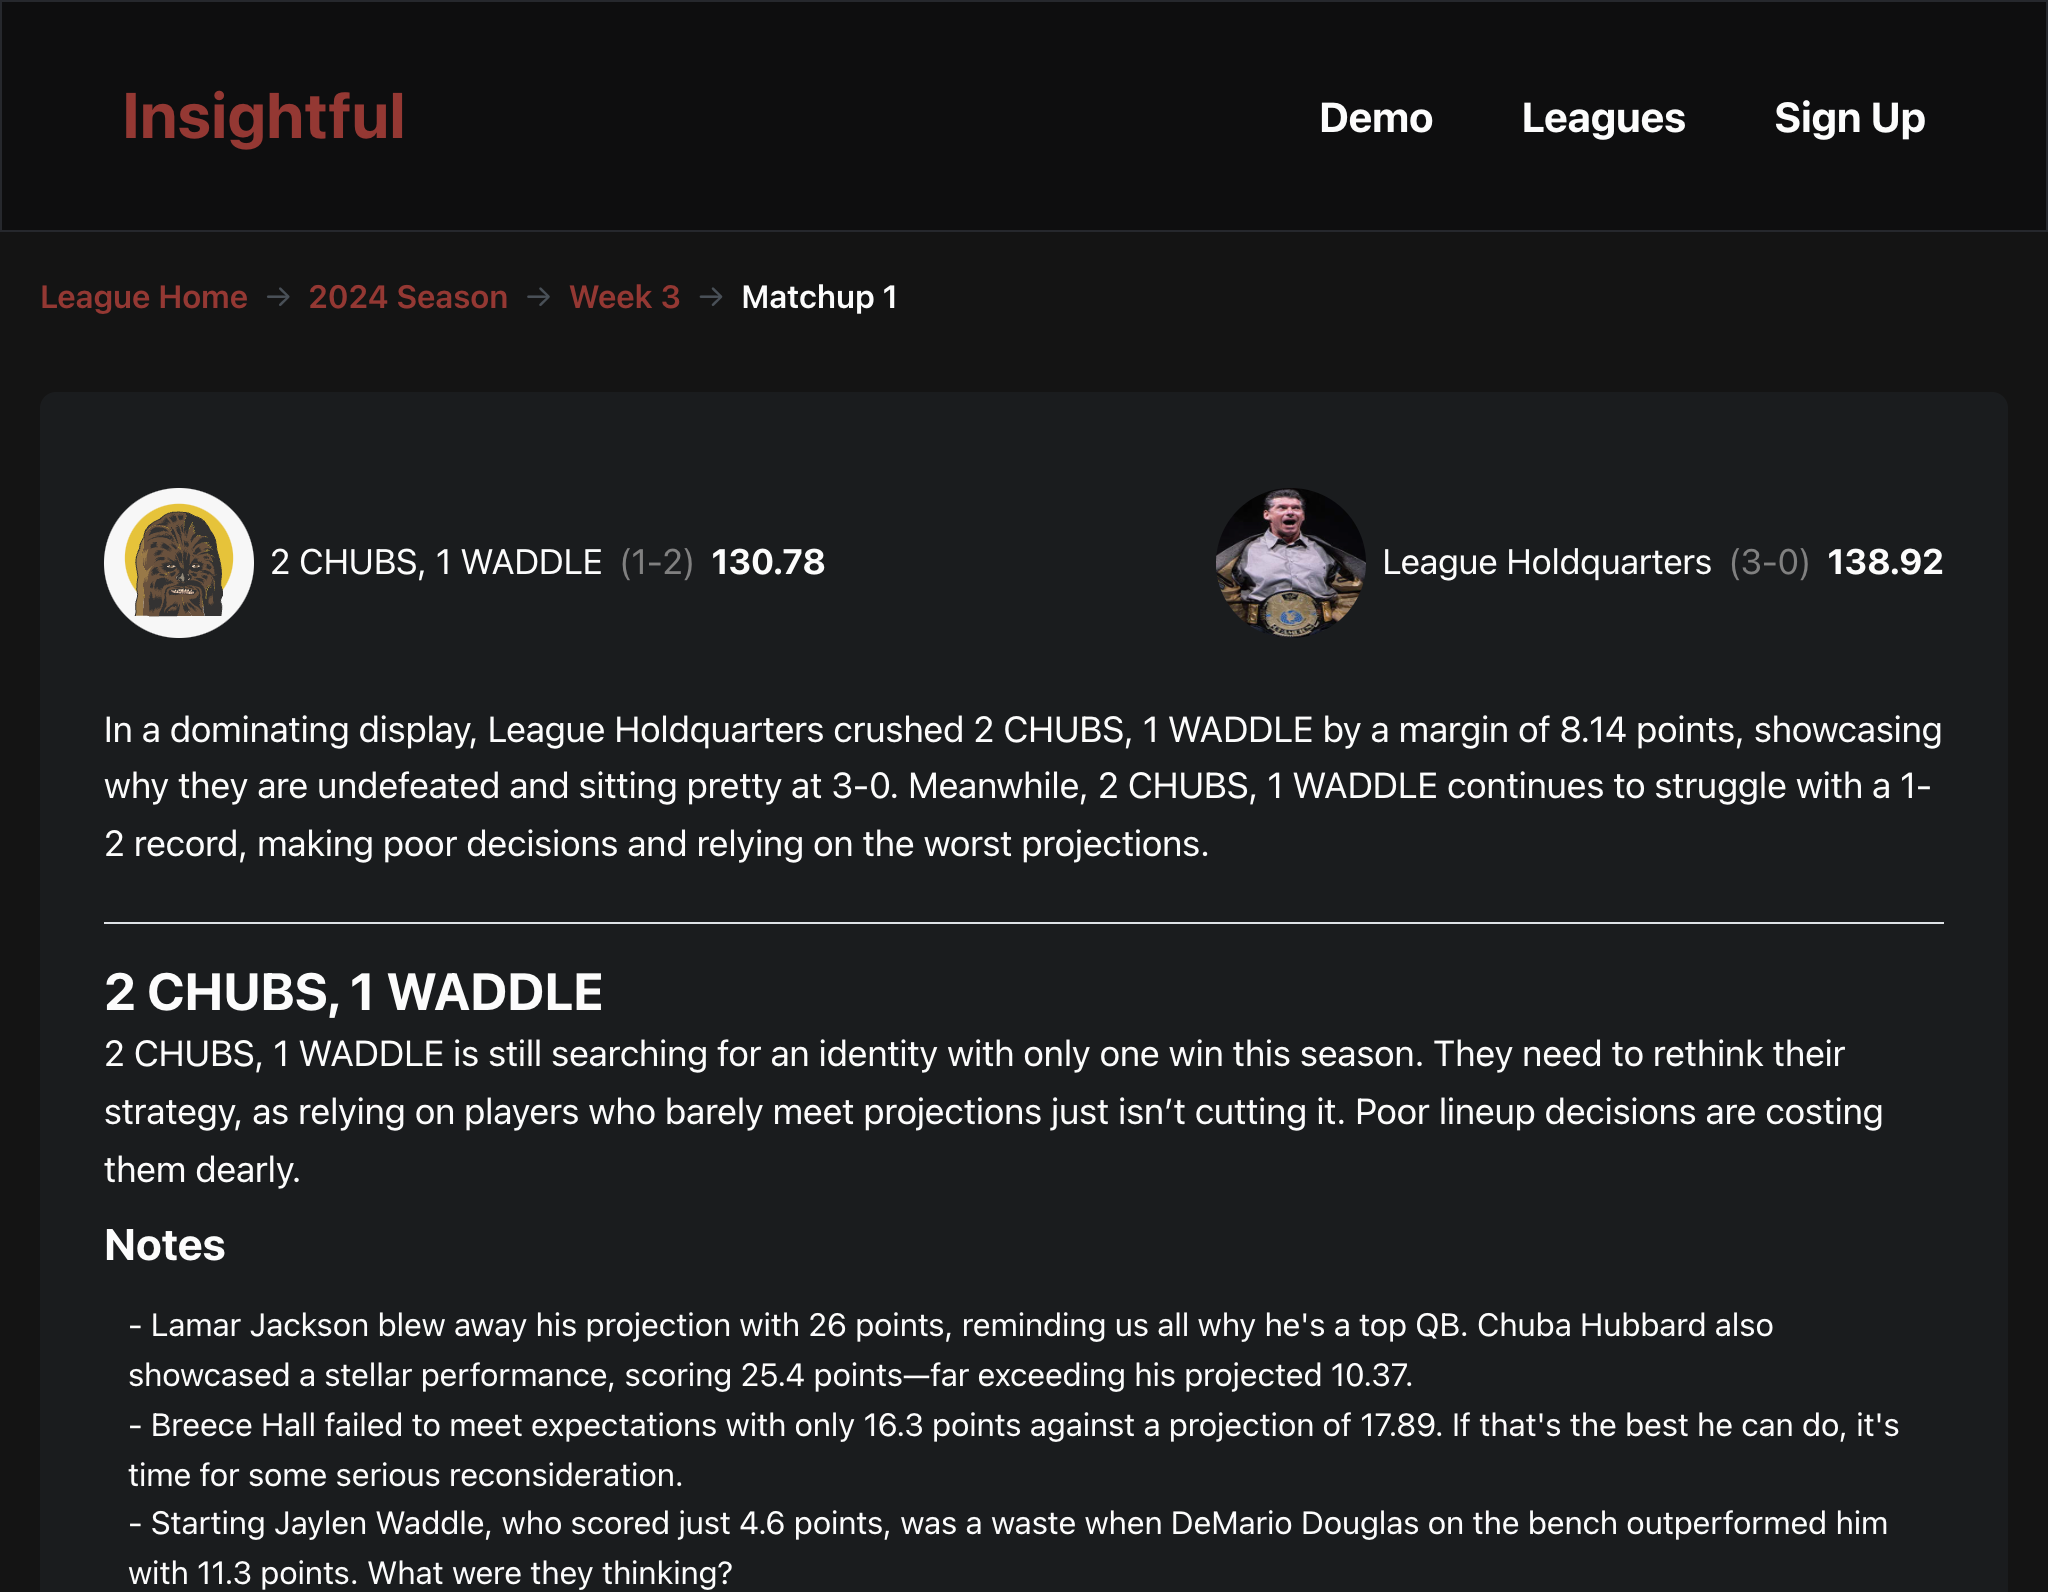 Insightful
Demo
Leagues
Sign Up
League Home → 2024 Season → Week 3 → Matchup 1
2 CHUBS, 1 WADDLE (1-2) 130.78
League Holdquarters (3-0) 138.92
In a dominating display, League Holdquarters crushed 2 CHUBS, 1 WADDLE by a margin of 8.14 points, showcasing
why they are undefeated and sitting pretty at 3-0. Meanwhile, 2 CHUBS, 1 WADDLE continues to struggle with a 1-
2 record, making poor decisions and relying on the worst projections.
2 CHUBS, 1 WADDLE
2 CHUBS, 1 WADDLE is still searching for an identity with only one win this season. They need to rethink their
strategy, as relying on players who barely meet projections just isn’t cutting it. Poor lineup decisions are costing
them dearly.
Notes
- Lamar Jackson blew away his projection with 26 points, reminding us all why he's a top QB. Chuba Hubbard also
showcased a stellar performance, scoring 25.4 points—far exceeding his projected 10.37.
- Breece Hall failed to meet expectations with only 16.3 points against a projection of 17.89. If that's the best he can do, it's
time for some serious reconsideration.
- Starting Jaylen Waddle, who scored just 4.6 points, was a waste when DeMario Douglas on the bench outperformed him
with 11.3 points. What were they thinking?